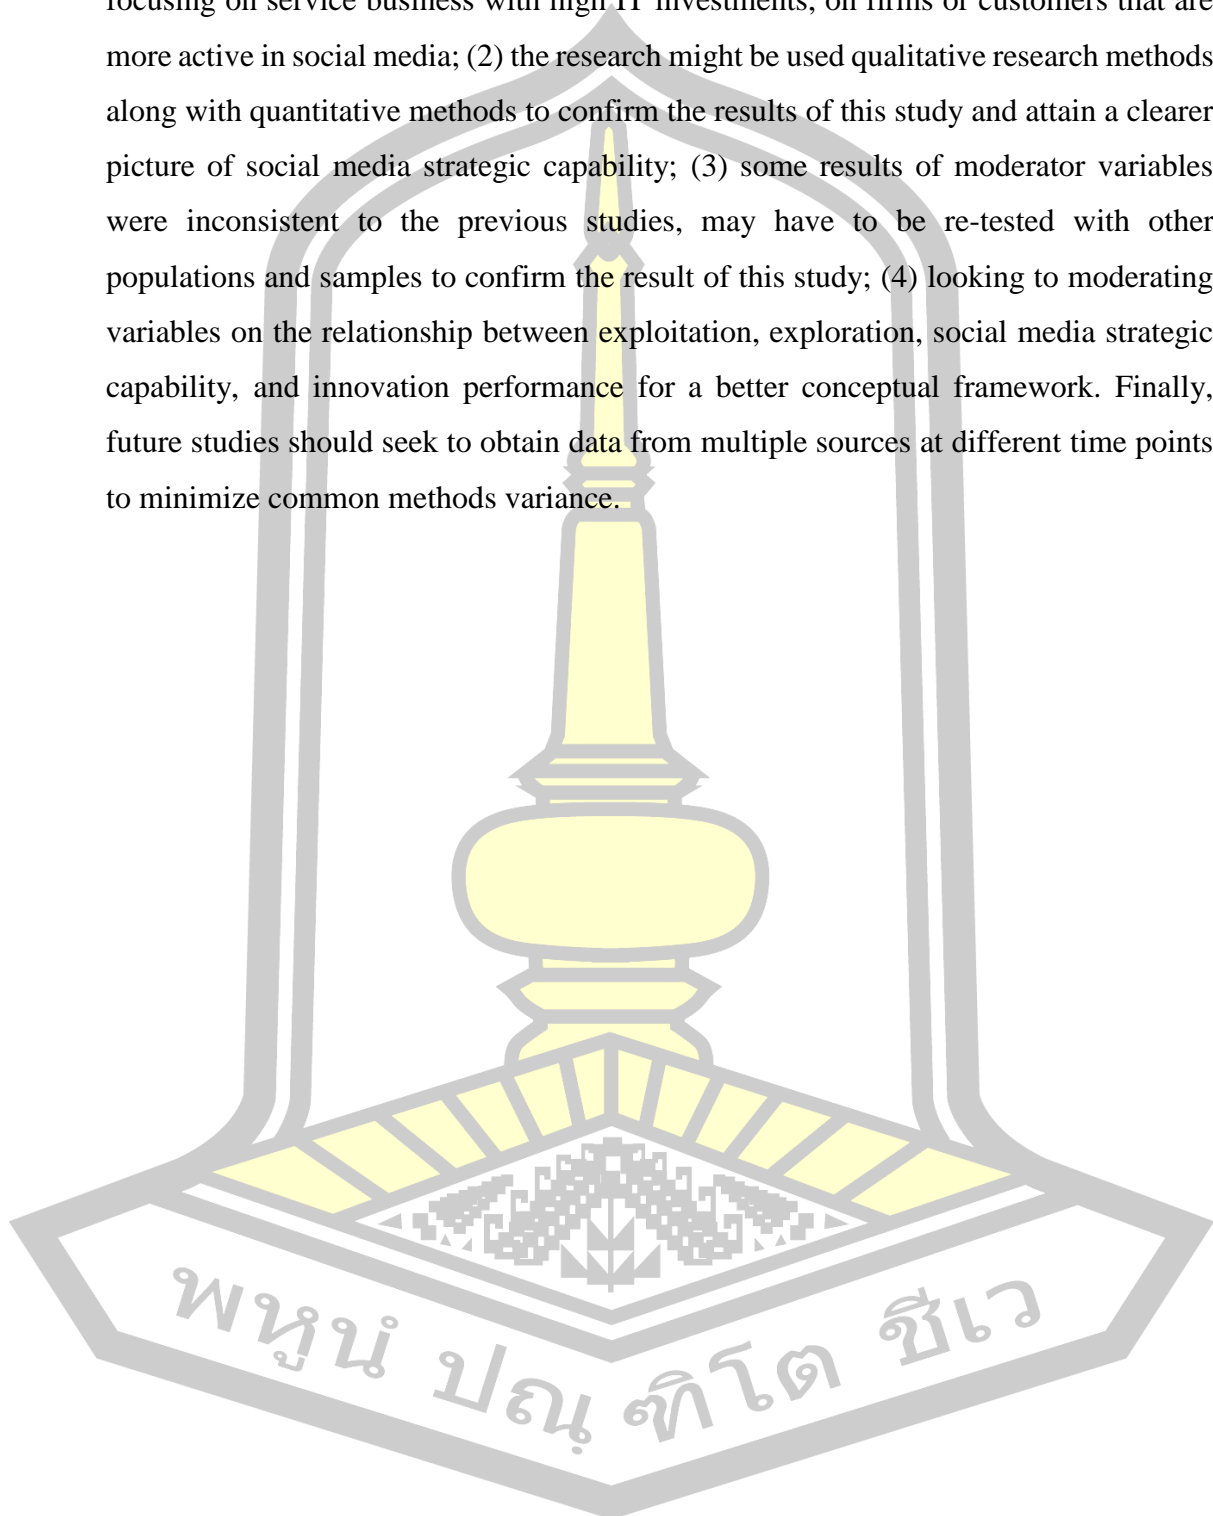 focusing on service business with high IT investments, on firms or customers that are
more active in social media; (2) the research might be used qualitative research methods
along with quantitative methods to confirm the results of this study and attain a clearer
picture of social media strategic capability; (3) some results of moderator variables
were inconsistent to the previous studies, may have to be re-tested with other
populations and samples to confirm the result of this study; (4) looking to moderating
variables on the relationship between exploitation, exploration, social media strategic
capability, and innovation performance for a better conceptual framework. Finally,
future studies should seek to obtain data from multiple sources at different time points
to minimize common methods variance.
พหูนํ ปณฺฑิโต ชีเว